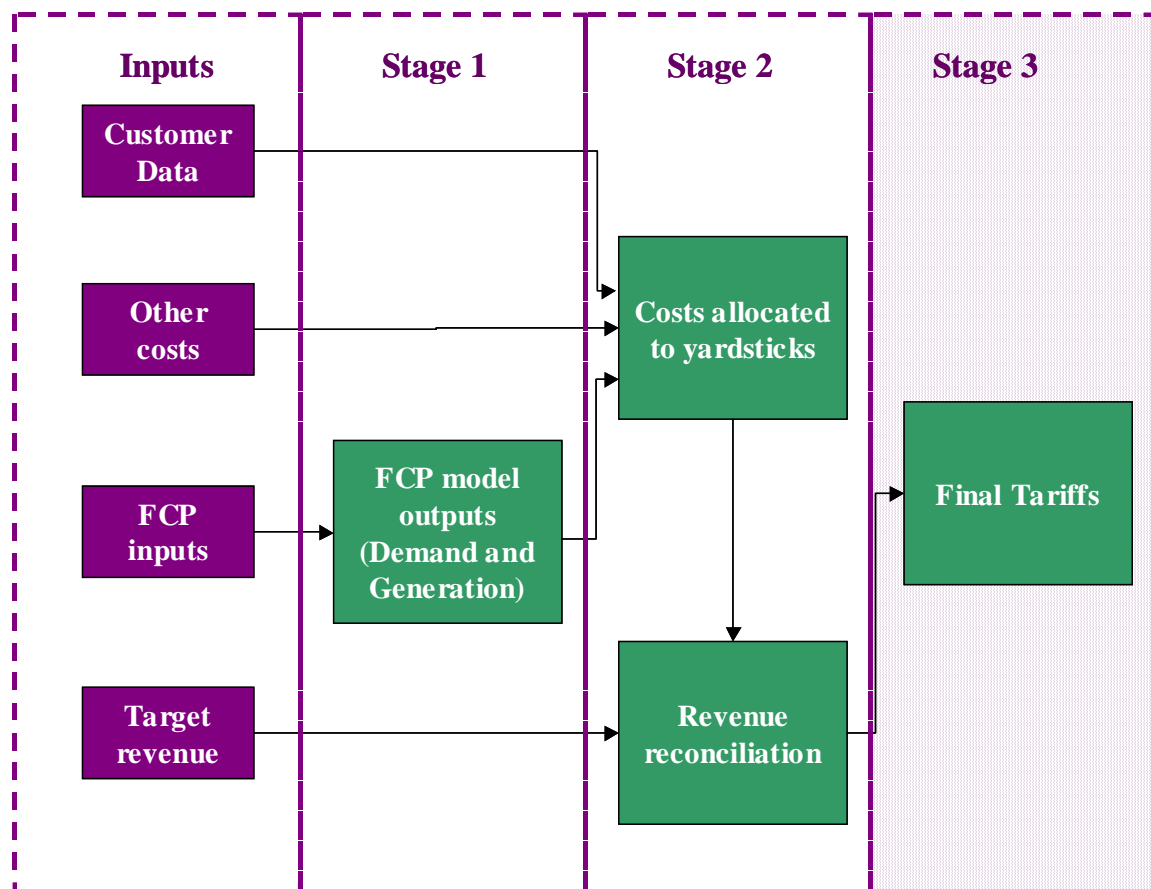 Inputs
Stage 1
Stage 2
Stage 3
Customer
Data
Other
costs
Costs allocated
to yardsticks
FCP
inputs
FCP model
outputs
(Demand and
Generation)
Final Tariffs
Target
revenue
Revenue
reconciliation